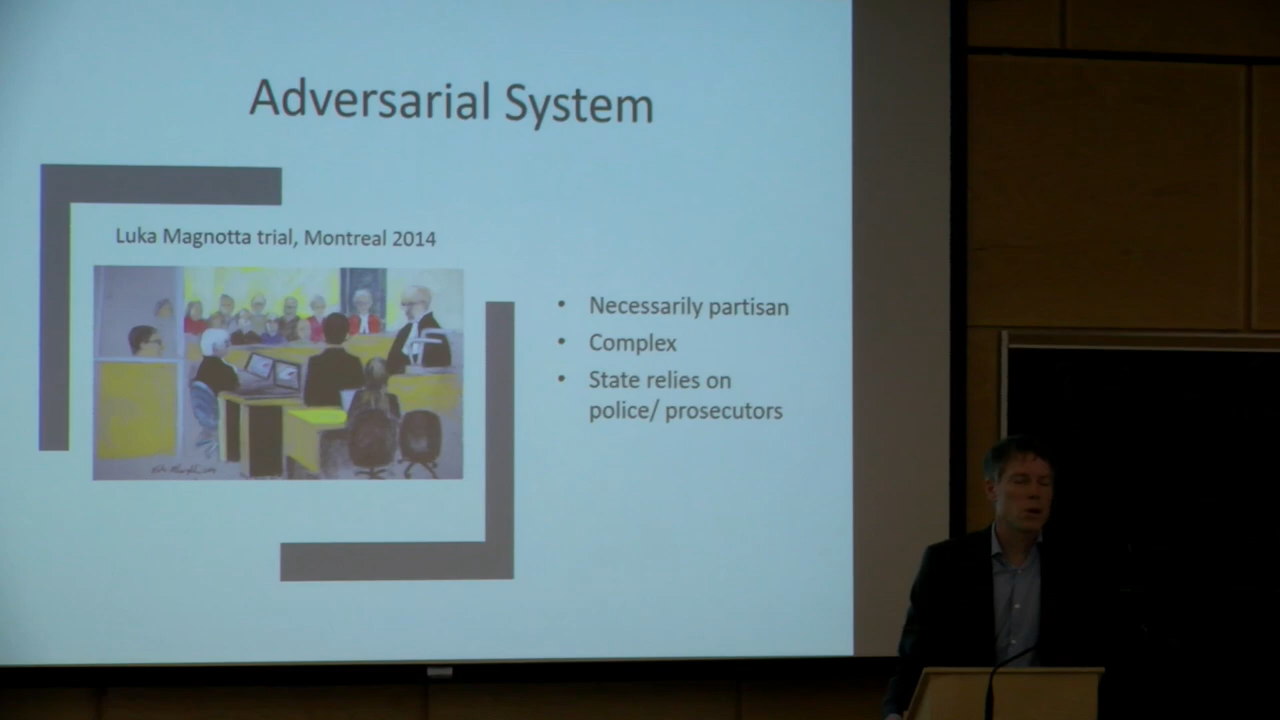 Adversarial System
Luka Magnotta trial, Montreal 2014
• Necessarily partisan
• Complex
• State relies on
police/ prosecutors